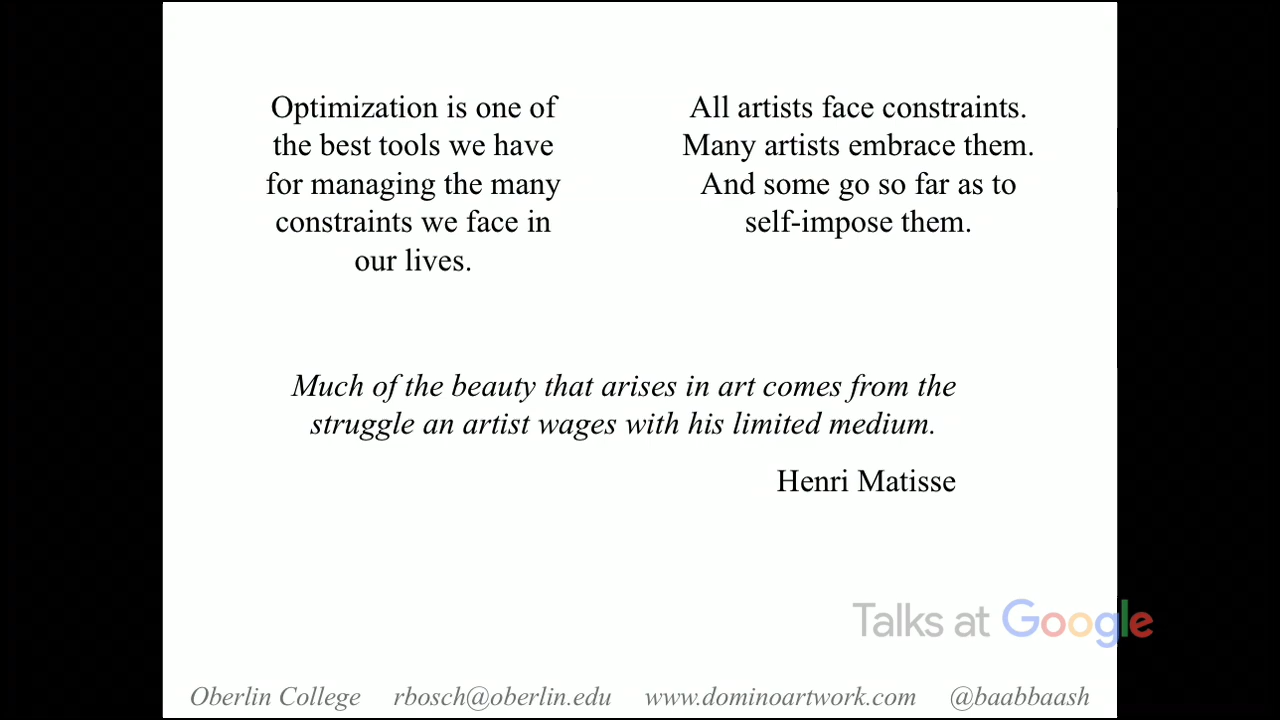 Optimization is one of
the best tools we have
for managing the many
constraints we face in
our lives.
All artists face constraints.
Many artists embrace them.
And some go so far as to
self-impose them.
Much of the beauty that arises in art comes from the
struggle an artist wages with his limited medium.
Henri Matisse
Talks at Google
Oberlin College rbosch@oberlin.edu www.dominoartwork.com @baabbaash